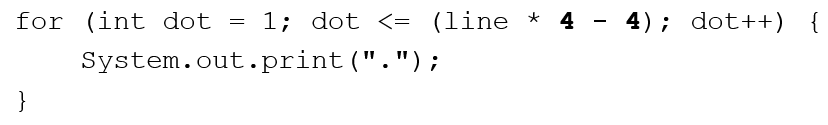 for (int dot = 1; dot <= (line * 4 - 4); dot++) {
    System.out.print(".");
}